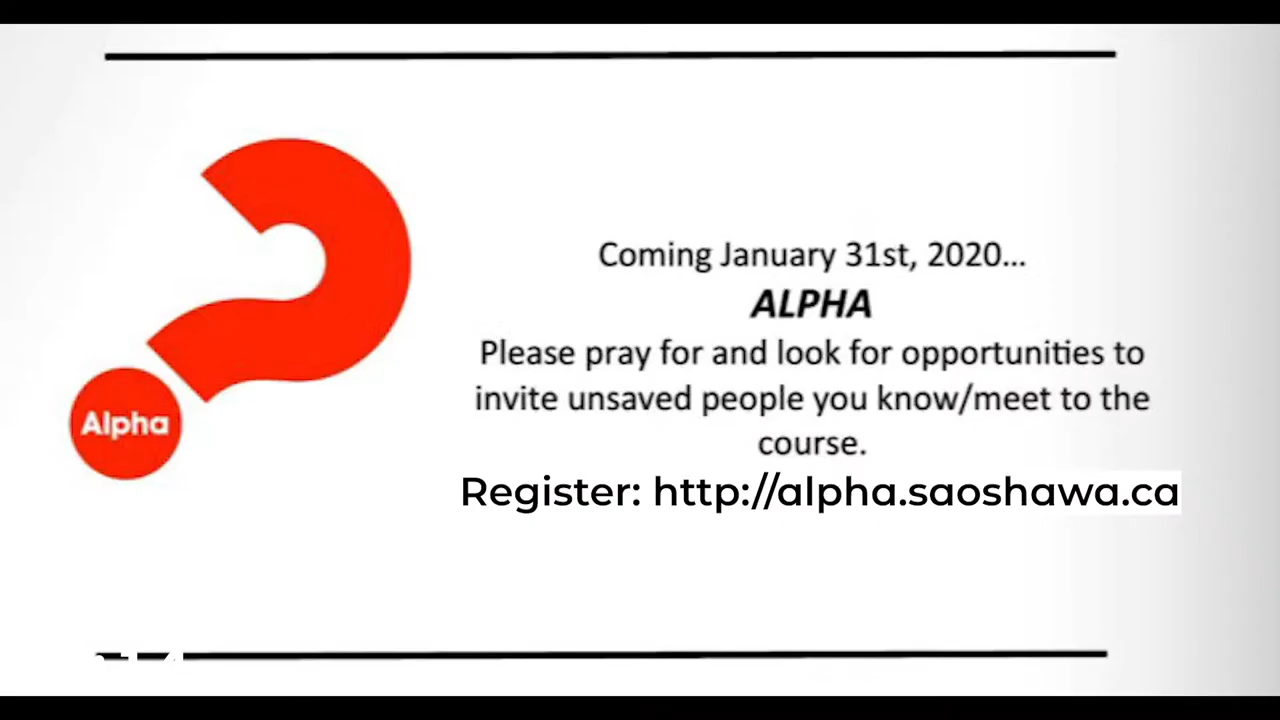 Coming January 31st, 2020...
ALPHA
Please pray for and look for opportunities to
invite unsaved people you know/meet to the
course.
Alpha
Register: http://alpha.saoshawa.ca